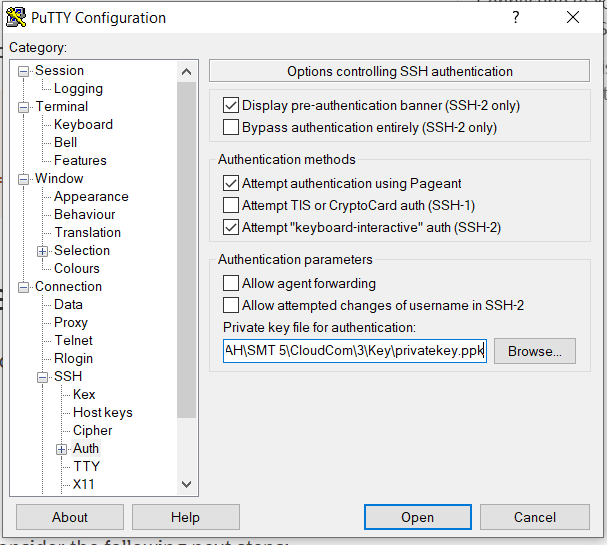 PuTTY Configuration
?
Category:
Session
Logging
Terminal
Keyboard
Bell
Features
Window
Appearance
Behaviour
Translation
Selection
Colours
Connection
Data
Proxy
Telnet
Rlogin
SSH
Kex
Host keys
Cipher
Auth
TTY
X11
Options controlling SSH authentication
Display pre-authentication banner (SSH-2 only)
Bypass authentication entirely (SSH-2 only)
Authentication methods
Attempt authentication using Pageant
Attempt TIS or CryptoCard auth (SSH-1)
Attempt "keyboard-interactive" auth (SSH-2)
Authentication parameters
Allow agent forwarding
Allow attempted changes of username in SSH-2
Private key file for authentication:
AH\SMT 5\CloudCom\3\Key\privatekey.ppk
Browse...
About
Help
Open
Cancel
onsider the following next steps: